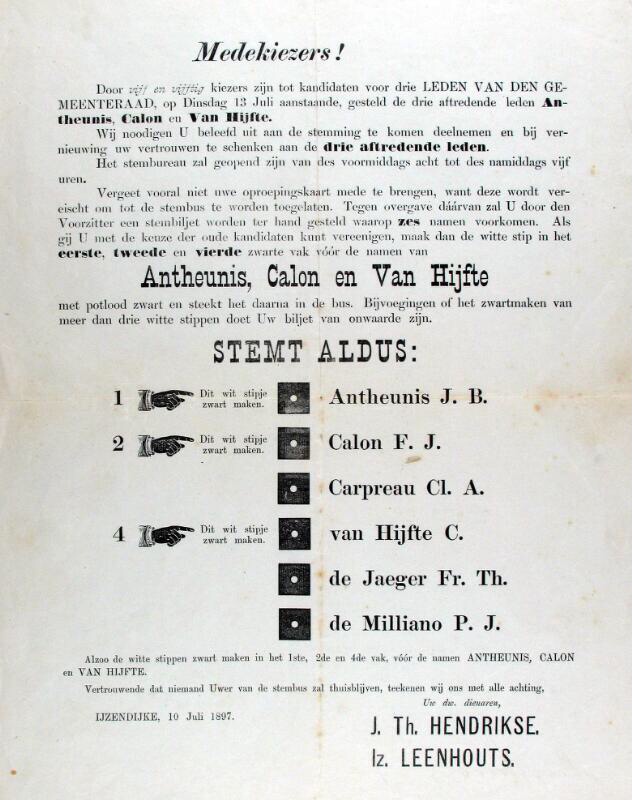 Medekiezers!
Door vijf en vijftig kiezers zijn tot kandidaten voor drie LEDEN VAN DEN GE-
MEENTERAAD, op Dinsdag 13 Juli aanstaande, gesteld de drie aftredende leden An-
theunis, Calon en Van Hijfte.
Wij noodigen U beleefd uit aan de stemming te komen deelnemen en bij ver-
nieuwing uw vertrouwen te schenken aan de drie aftredende leden.
Het stembureau zal geopend zijn van des voormiddags acht tot des namiddags vijf
uren.
Vergeet vooral niet uwe oproepingskaart mede te brengen, want deze wordt ver-
eischt om tot de stembus te worden toegelaten. Tegen overgave dáárvan zal U door den
Voorzitter een stembiljet worden ter hand gesteld waarop zes namen voorkomen. Als
gij U met de keuze der oude kandidaten kunt vereenigen, maak dan de witte stip in het
eerste, tweede en vierde zwarte vak vóór de namen van
Antheunis, Calon en Van Hijfte
met potlood zwart en steekt het daarna in de bus. Bijvoegingen of het zwartmaken van
meer dan drie witte stippen doet Uw biljet van onwaarde zijn.
STEMT ALDUS:
1 Dit wit stipje zwart maken. Antheunis J. B.
2 Dit wit stipje zwart maken. Calon F. J.
Carpreau Cl. A.
4 Dit wit stipje zwart maken. van Hijfte C.
de Jaeger Fr. Th.
de Milliano P. J.
Alzoo de witte stippen zwart maken in het 1ste, 2de en 4de vak, vóór de namen ANTHEUNIS, CALON
en VAN HIJFTE.
Vertrouwende dat niemand Uwer van de stembus zal thuisblijven, teekenen wij ons met alle achting,
Uw dw. dienaren,
IJZENDIJKE, 10 Juli 1897.
J. Th. HENDRIKSE.
Iz. LEENHOUTS.